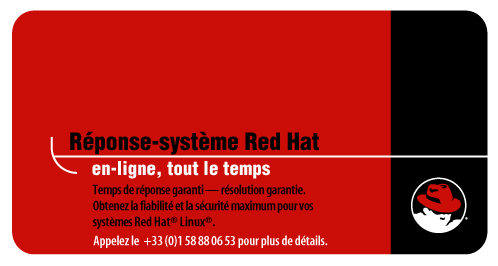 Réponse-système Red Hat
en-ligne, tout le temps
Temps de réponse garanti — résolution garantie.
Obtenez la fiabilité et la sécurité maximum pour vos
systèmes Red Hat® Linux®.
Appelez le +33 (0)1 58 88 06 53 pour plus de détails.